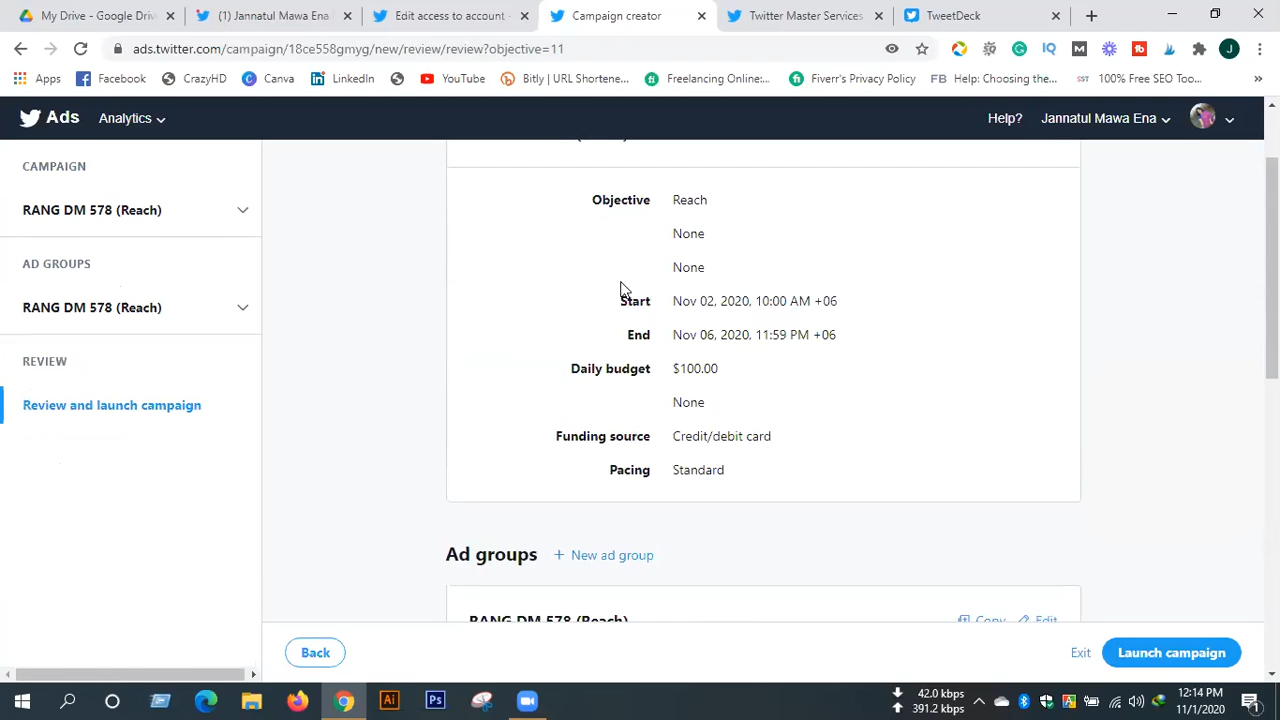 My Drive - Google Driv
(1) Jannatul Mawa Ena
Edit access to account -
Campaign creator
Twitter Master Services
TweetDeck
ads.twitter.com/campaign/18ce558gmyg/new/review/review?objective=11
Apps
Facebook
CrazyHD
Canva
LinkedIn
YouTube
Bitly | URL Shortene...
Freelancing Online:...
Fiverr's Privacy Policy
FB Help: Choosing the...
SST 100% Free SEO Too...
Ads Analytics
Help?
Jannatul Mawa Ena
CAMPAIGN
RANG DM 578 (Reach)
AD GROUPS
RANG DM 578 (Reach)
REVIEW
Review and launch campaign
Objective Reach
None
None
Start Nov 02, 2020, 10:00 AM +06
End Nov 06, 2020, 11:59 PM +06
Daily budget $100.00
None
Funding source Credit/debit card
Pacing Standard
Ad groups + New ad group
RANG DM 578 (Reach) Copy Edit
Back
Exit
Launch campaign
42.0 kbps
391.2 kbps
12:14 PM
11/1/2020